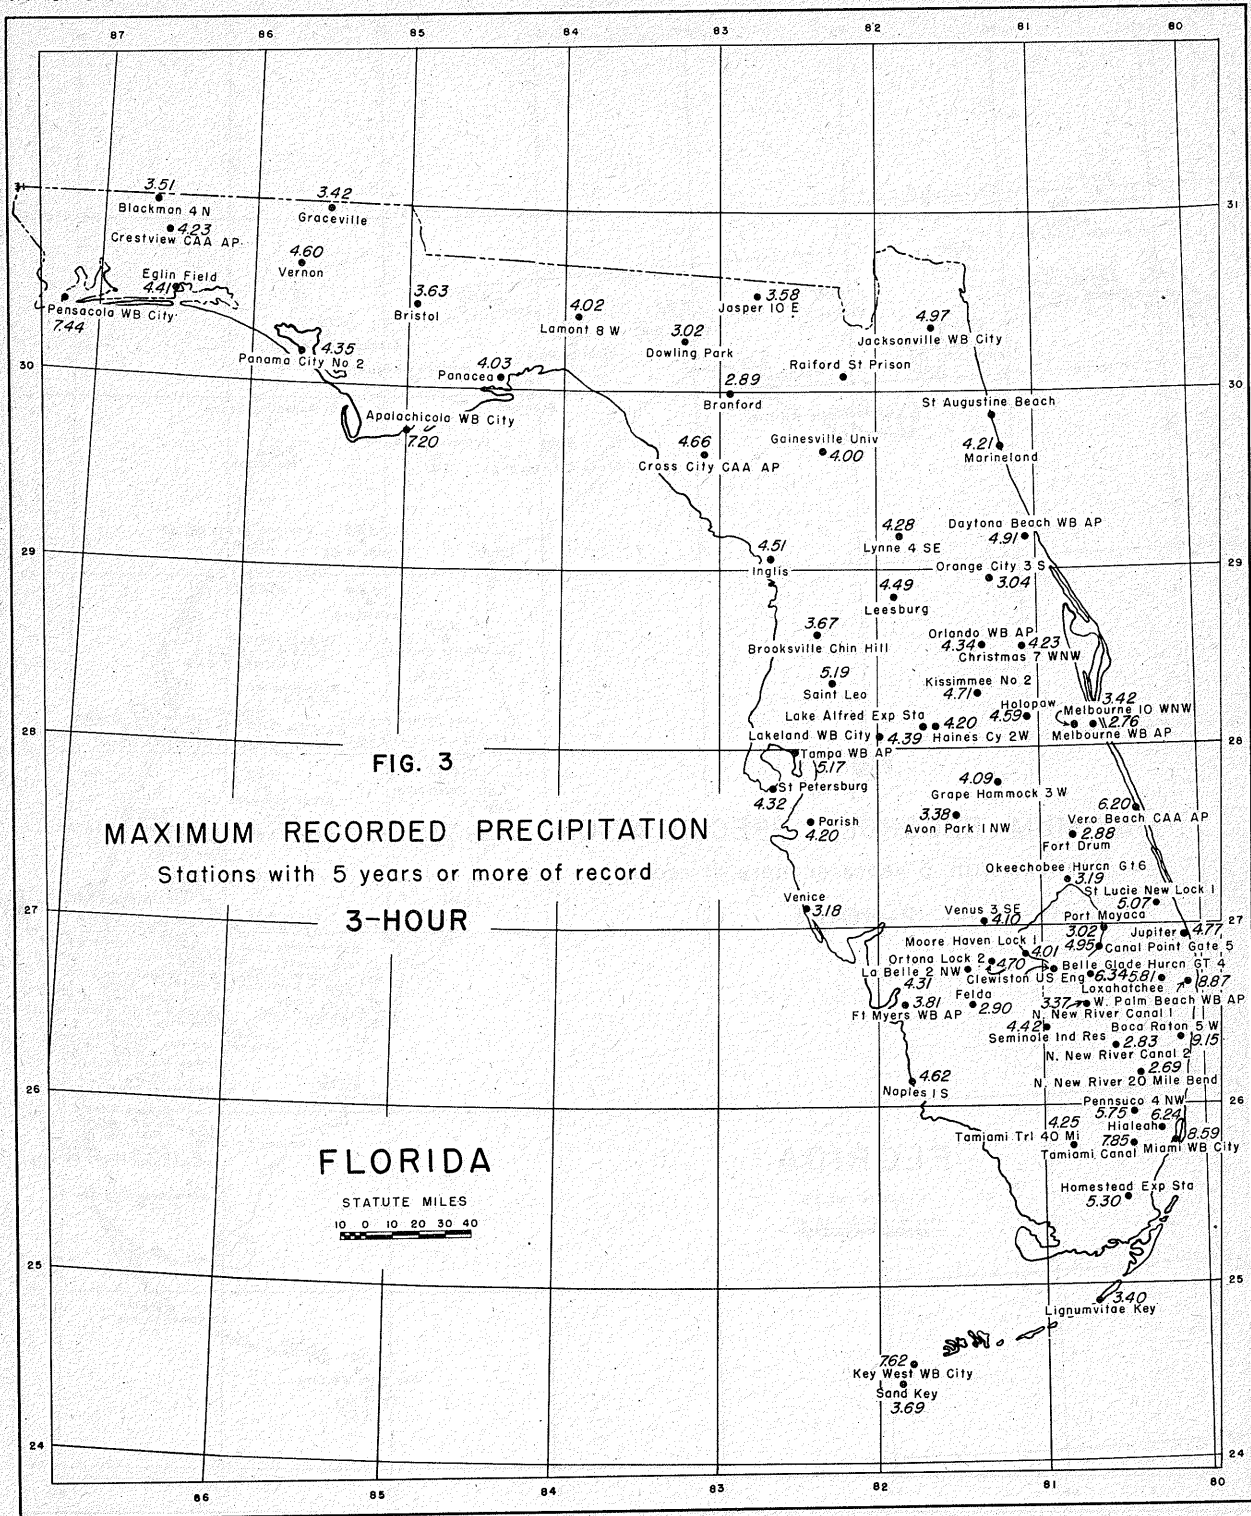 87 86 85 84 83 82 81 80
31
3.51
Blackman 4 N
4.23
Crestview CAA AP
3.42
Graceville
31
4.60
Vernon
Eglin Field
4.41
Pensacola WB City
7.44
3.63
Bristol
4.02
Lamont 8 W
3.58
Jasper 10 E
3.02
Dowling Park
4.97
Jacksonville WB City
30
4.35
Panama City No 2
4.03
Panacea
Raiford St Prison
2.89
Branford
30
Apalachicola WB City
7.20
St Augustine Beach
4.66
Cross City CAA AP
Gainesville Univ
4.00
4.21
Marineland
29
4.51
Inglis
4.28
Lynne 4 SE
Daytona Beach WB AP
4.91
29
Orange City 3 S
3.04
4.49
Leesburg
3.67
Brooksville Chin Hill
Orlando WB AP
4.34
4.23
Christmas 7 WNW
5.19
Saint Leo
Kissimmee No 2
4.71
Holopaw
4.59
3.42
Melbourne 10 WNW
2.76
Melbourne WB AP
Lake Alfred Exp Sta
4.20
Haines Cy 2W
Lakeland WB City
4.39
28
28
FIG. 3
Tampa WB AP
5.17
St Petersburg
4.32
4.09
Grape Hammock 3 W
3.38
Avon Park 1 NW
6.20
Vero Beach CAA AP
2.88
Fort Drum
MAXIMUM RECORDED PRECIPITATION
Parish
4.20
Stations with 5 years or more of record
Okeechobee Hurcn Gt6
3.19
St Lucie New Lock 1
5.07
27
3-HOUR
Venice
3.18
Venus 3 SE
4.10
Port Mayaca
3.02
27
Jupiter
4.77
Moore Haven Lock 1
4.01
4.95
Canal Point Gate 5
Ortona Lock 2
4.70
La Belle 2 NW
4.31
Clewiston US Eng
Belle Glade Hurcn GT 4
6.34
5.81
Loxahatchee
8.87
W. Palm Beach WB AP
3.81
Ft Myers WB AP
Felda
2.90
3.37
N. New River Canal 1
4.42
Seminole Ind Res
Boca Raton 5 W
9.15
2.83
N. New River Canal 2
2.69
N. New River 20 Mile Bend
26
4.62
Naples 1 S
26
Pennsuco 4 NW
5.75
6.24
Hialeah
4.25
Tamiami Trl 40 Mi
7.85
Tamiami Canal
8.59
Miami WB City
FLORIDA
Homestead Exp Sta
5.30
STATUTE MILES
10 0 10 20 30 40
25
25
3.40
Lignumvitae Key
7.62
Key West WB City
Sand Key
3.69
24
24
86 85 84 83 82 81 80